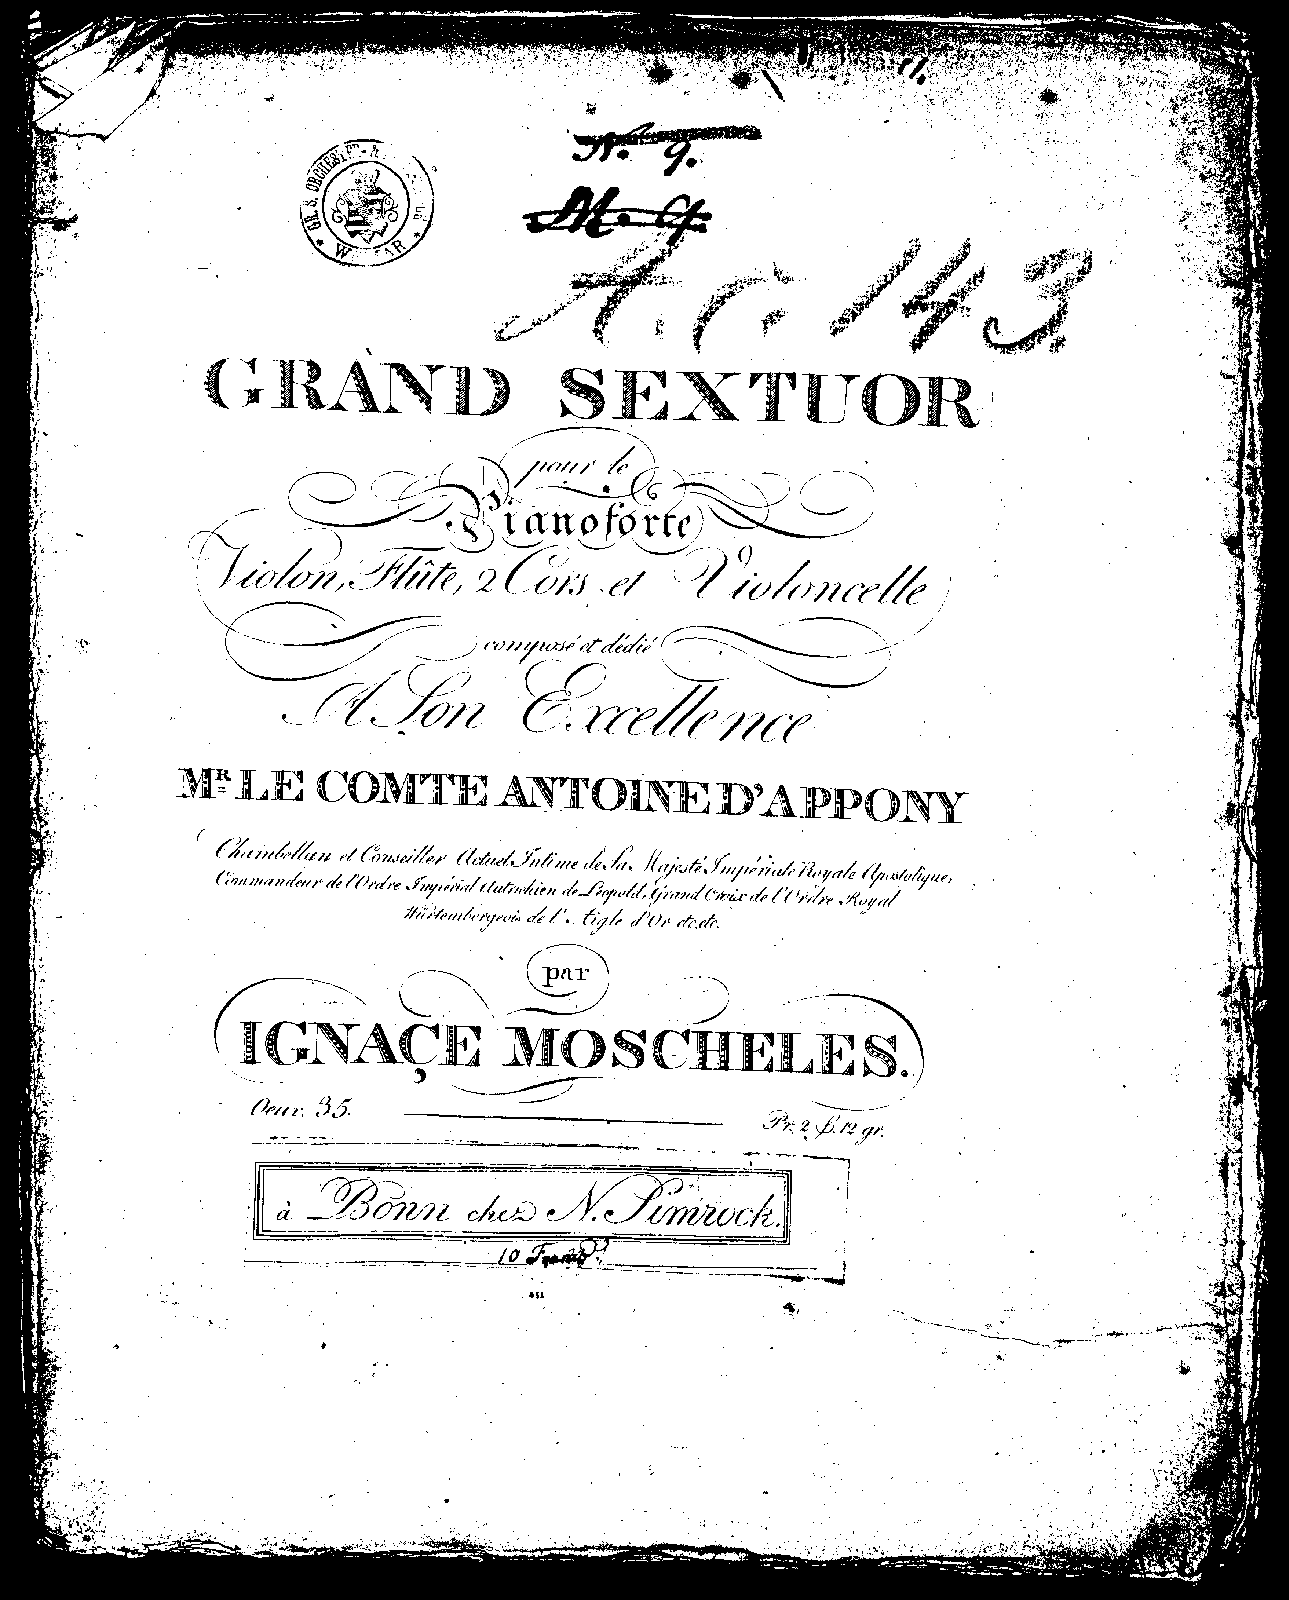 N. 9.
M. 9.
A. c. 143.
GRAND SEXTUOR
pour le
Pianoforte
Violon, Flûte, 2 Cors et Violoncelle
composé et dédié
A Son Excellence
MR. LE COMTE ANTOINE D'APPONY
Chambellan et Conseiller Actuel Intime de Sa Majesté Impériale Royale Apostolique,
Commandeur de l'Ordre Impérial Autrichien de Léopold, Grand Croix de l'Ordre Royal
Würtembergeois de l'Aigle d'Or &c. &c.
par
IGNAÇE MOSCHELES.
Oeuv. 35. Pr. 2 fl. 12 gr.
à Bonn chez N. Simrock.
10